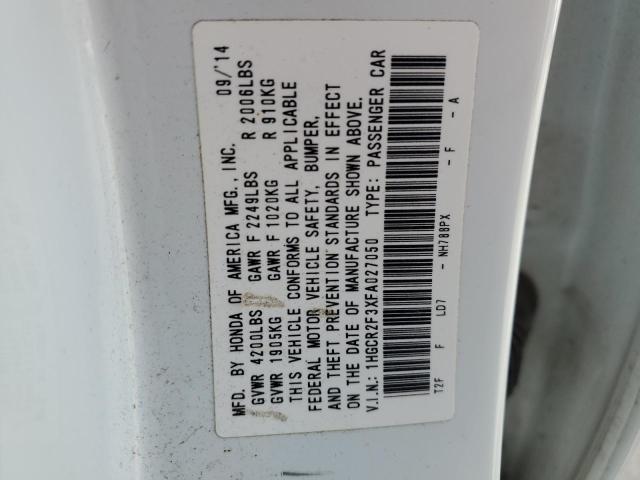 MFD. BY HONDA OF AMERICA MFG., INC. 09/'14
GVWR 4200LBS GAWR F 2249LBS R 2006LBS
GVWR 1905KG GAWR F 1020KG R 910KG
THIS VEHICLE CONFORMS TO ALL APPLICABLE
FEDERAL MOTOR VEHICLE SAFETY, BUMPER,
AND THEFT PREVENTION STANDARDS IN EFFECT
ON THE DATE OF MANUFACTURE SHOWN ABOVE.
V.I.N.: 1HGCR2F3XFA027050 TYPE: PASSENGER CAR
T2F F LD7 - NH788PX - F - A